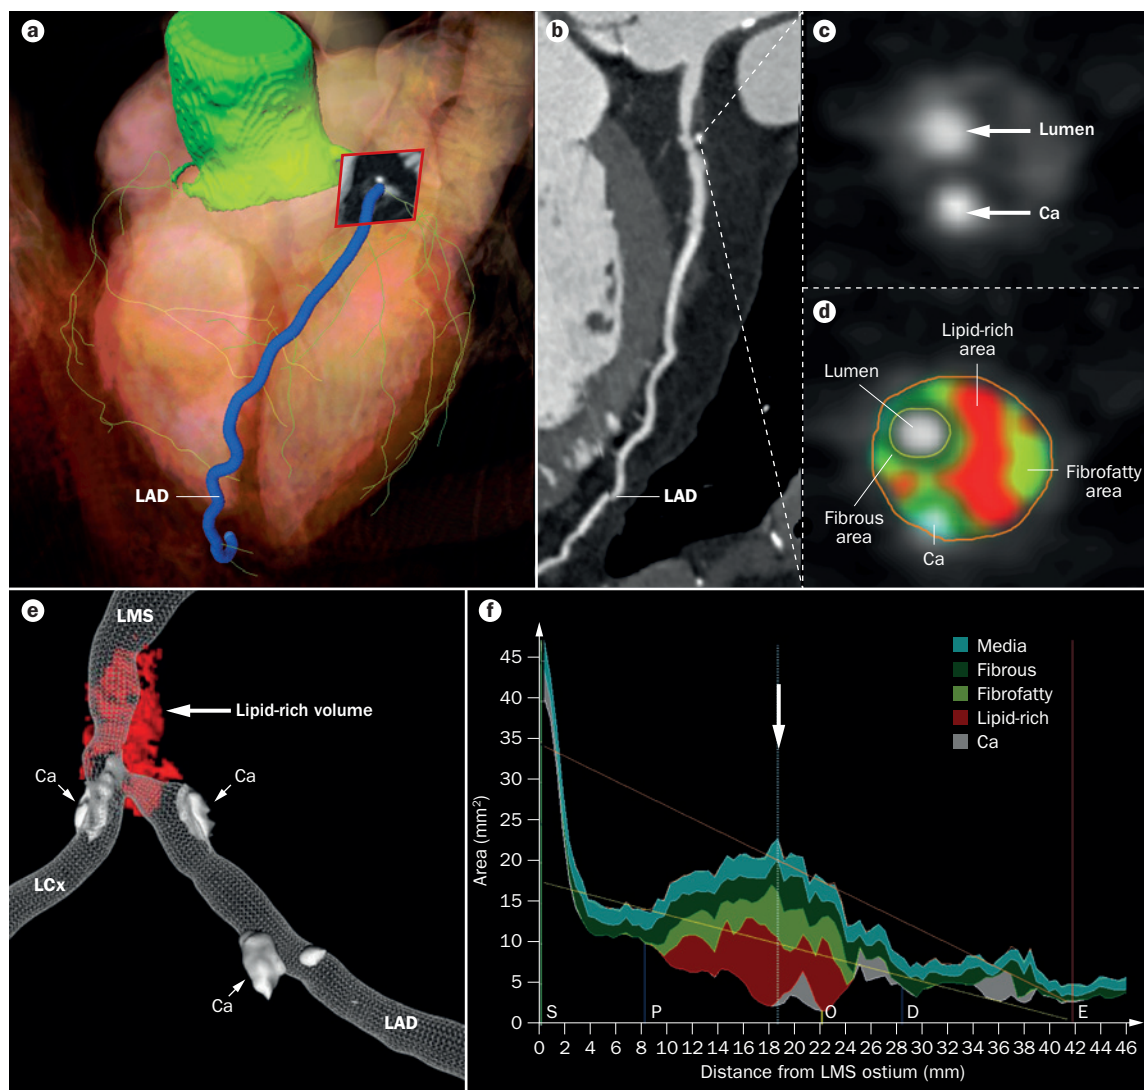 a
LAD
b
LAD
c
Lumen
Ca
d
Lipid-rich
area
Lumen
Fibrofatty
area
Fibrous
area
Ca
e
LMS
Lipid-rich volume
Ca
Ca
LCx
Ca
LAD
f
Media
Fibrous
Fibrofatty
Lipid-rich
Ca
Area (mm²)
45
40
35
30
25
20
15
10
5
0
S P O D E
0 2 4 6 8 10 12 14 16 18 20 22 24 26 28 30 32 34 36 38 40 42 44 46
Distance from LMS ostium (mm)